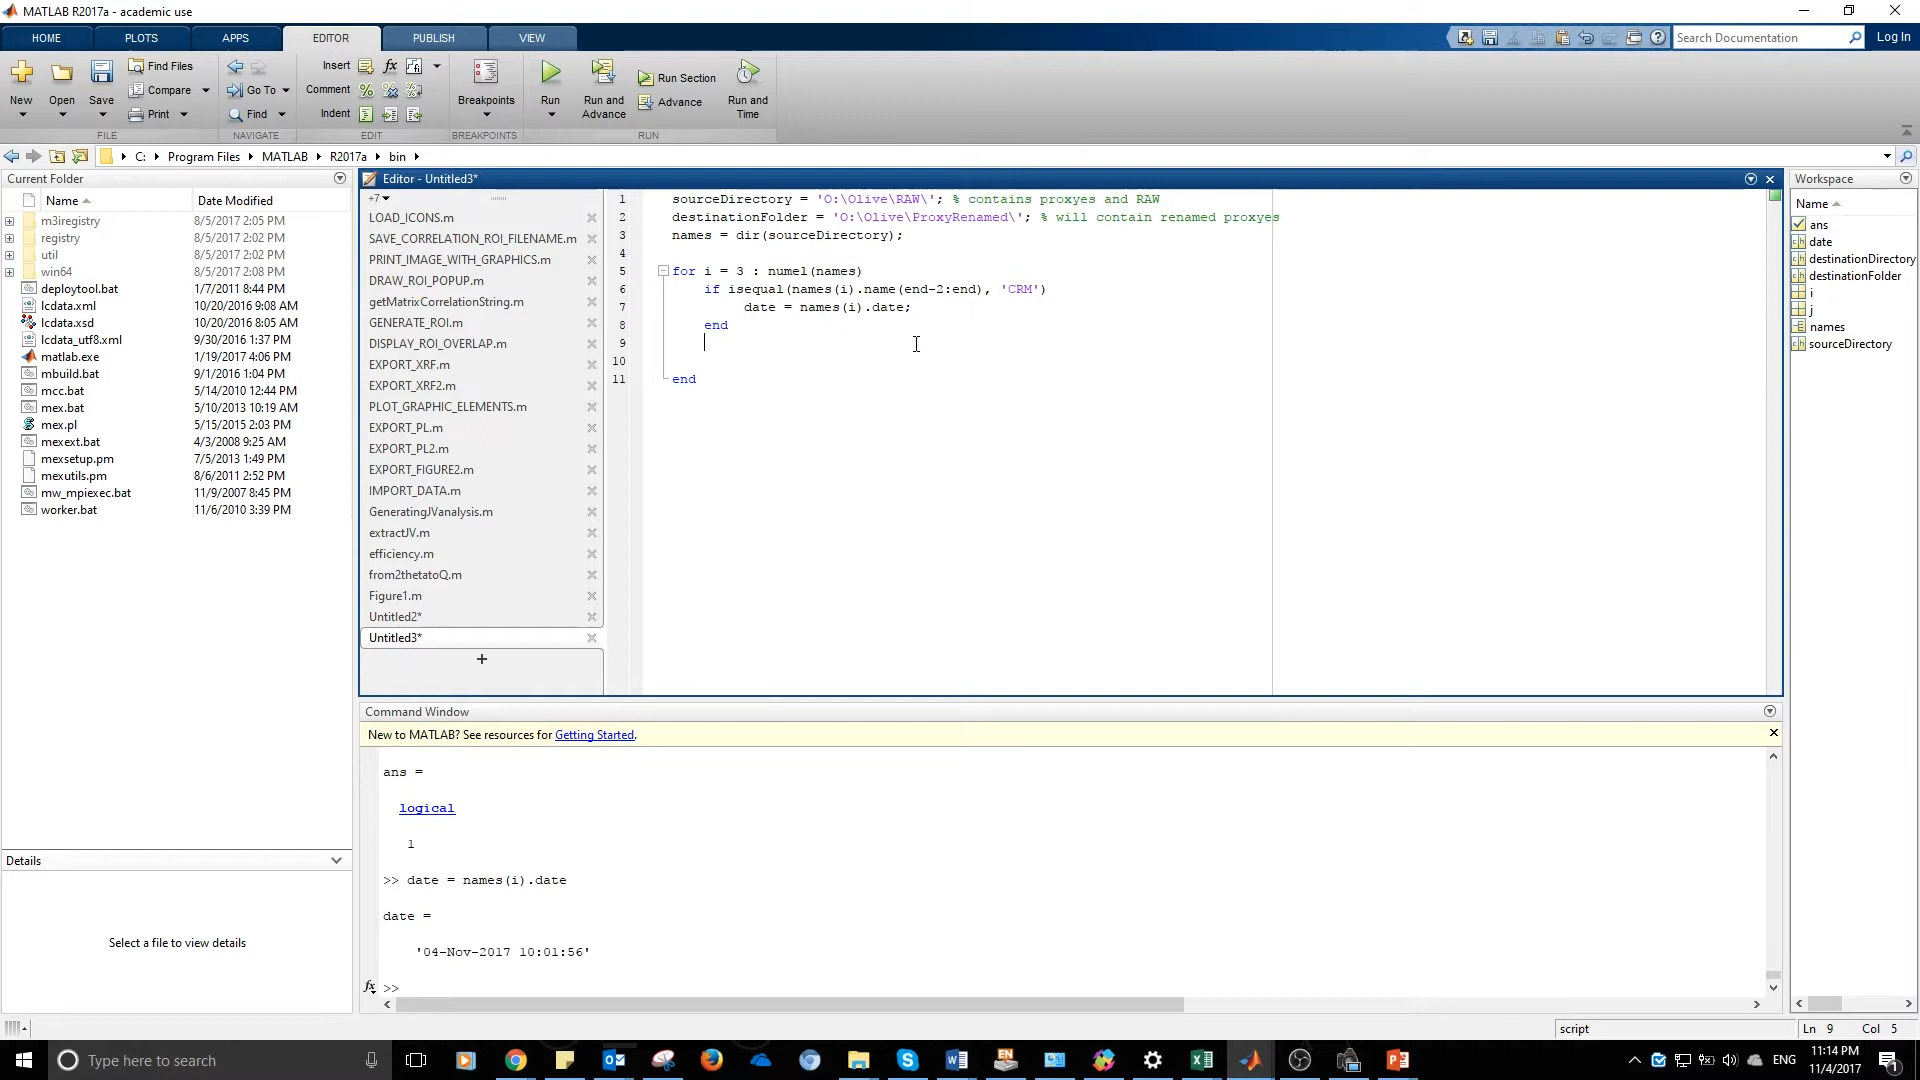 MATLAB R2017a - academic use
HOME
PLOTS
APPS
EDITOR
PUBLISH
VIEW
Search Documentation
Log In
New
Open
Save
Find Files
Compare
Print
Go To
Find
Insert
fx
Comment
Indent
Breakpoints
Run
Run and Advance
Run Section
Advance
Run and Time
FILE
NAVIGATE
EDIT
BREAKPOINTS
RUN
C: Program Files MATLAB R2017a bin
Current Folder
Name Date Modified
m3iregistry 8/5/2017 2:05 PM
registry 8/5/2017 2:02 PM
util 8/5/2017 2:02 PM
win64 8/5/2017 2:08 PM
deploytool.bat 1/7/2011 8:44 PM
lcdata.xml 10/20/2016 9:08 AM
lcdata.xsd 10/20/2016 8:05 AM
lcdata_utf8.xml 9/30/2016 1:37 PM
matlab.exe 1/19/2017 4:06 PM
mbuild.bat 9/1/2016 1:04 PM
mcc.bat 5/14/2010 12:44 PM
mex.bat 5/10/2013 10:19 AM
mex.pl 5/15/2015 2:03 PM
mexext.bat 4/3/2008 9:25 AM
mexsetup.pm 7/5/2013 1:49 PM
mexutils.pm 8/6/2011 2:52 PM
mw_mpiexec.bat 11/9/2007 8:45 PM
worker.bat 11/6/2010 3:39 PM
Details
Select a file to view details
Editor - Untitled3*
+7
LOAD_ICONS.m
SAVE_CORRELATION_ROI_FILENAME.m
PRINT_IMAGE_WITH_GRAPHICS.m
DRAW_ROI_POPUP.m
getMatrixCorrelationString.m
GENERATE_ROI.m
DISPLAY_ROI_OVERLAP.m
EXPORT_XRF.m
EXPORT_XRF2.m
PLOT_GRAPHIC_ELEMENTS.m
EXPORT_PL.m
EXPORT_PL2.m
EXPORT_FIGURE2.m
IMPORT_DATA.m
GeneratingJVanalysis.m
extractJV.m
efficiency.m
from2thetatoQ.m
Figure1.m
Untitled2*
Untitled3*
+
1 sourceDirectory = 'O:\Olive\RAW\'; % contains proxyes and RAW
2 destinationFolder = 'O:\Olive\ProxyRenamed\'; % will contain renamed proxyes
3 names = dir(sourceDirectory);
4
5 for i = 3 : numel(names)
6 if isequal(names(i).name(end-2:end), 'CRM')
7 date = names(i).date;
8 end
9
10
11 end
Command Window
New to MATLAB? See resources for Getting Started.
ans =
logical
1
>> date = names(i).date
date =
'04-Nov-2017 10:01:56'
fx >>
Workspace
Name
ans
date
destinationDirectory
destinationFolder
i
j
names
sourceDirectory
script
Ln 9 Col 5
Type here to search
ENG
11:14 PM
11/4/2017
1